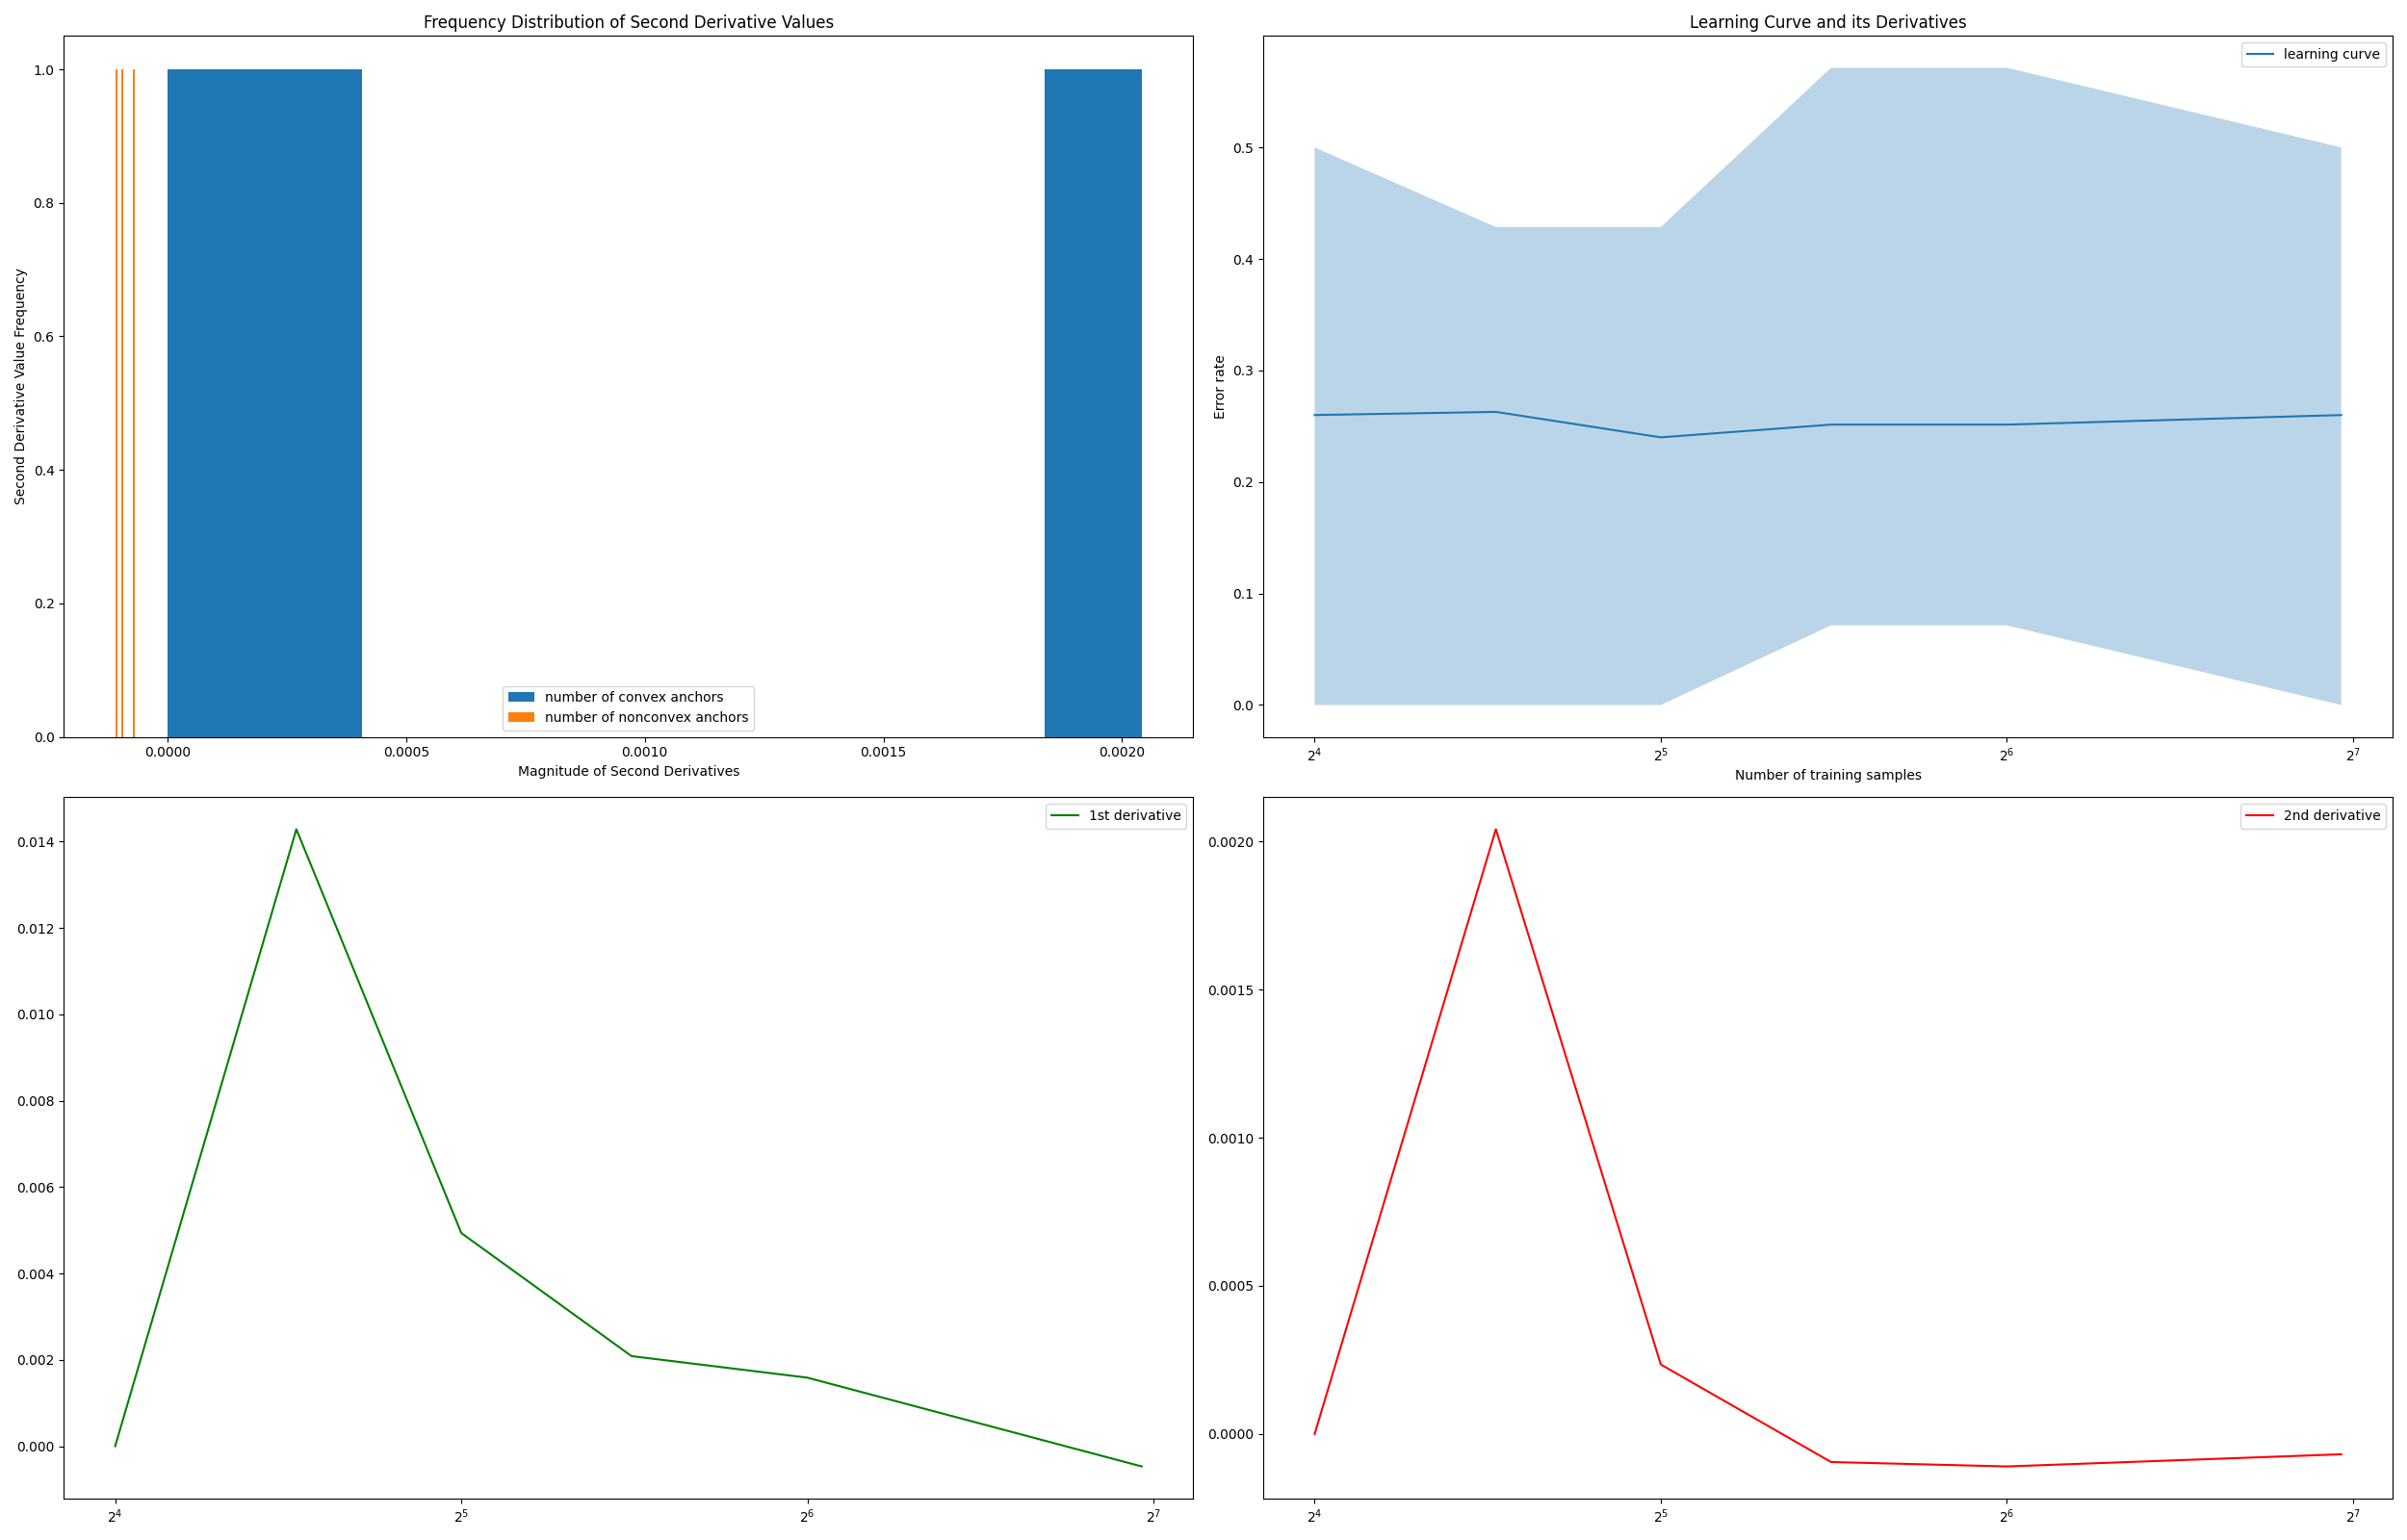 Frequency Distribution of Second Derivative Values
Second Derivative Value Frequency
1.0
0.8
0.6
0.4
0.2
0.0
number of convex anchors
number of nonconvex anchors
0.0000 0.0005 0.0010 0.0015 0.0020
Magnitude of Second Derivatives
Learning Curve and its Derivatives
learning curve
Error rate
0.5
0.4
0.3
0.2
0.1
0.0
2⁴ 2⁵ 2⁶ 2⁷
Number of training samples
1st derivative
0.014
0.012
0.010
0.008
0.006
0.004
0.002
0.000
2⁴ 2⁵ 2⁶ 2⁷
2nd derivative
0.0020
0.0015
0.0010
0.0005
0.0000
2⁴ 2⁵ 2⁶ 2⁷